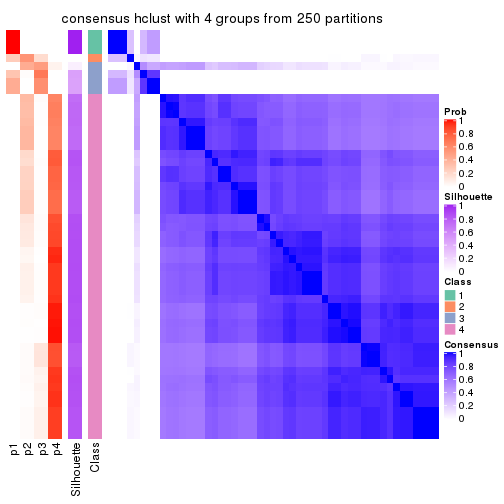 consensus hclust with 4 groups from 250 partitions
Prob
1
0.8
0.6
0.4
0.2
0
Silhouette
1
0.8
0.6
0.4
0.2
0
Class
1
2
3
4
Consensus
1
0.8
0.6
0.4
0.2
0
p1
p2
p3
p4
Silhouette
Class